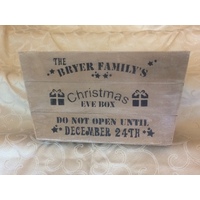 THE
BRYER FAMILY'S
Christmas
EVE BOX
DO NOT OPEN UNTIL
DECEMBER 24TH